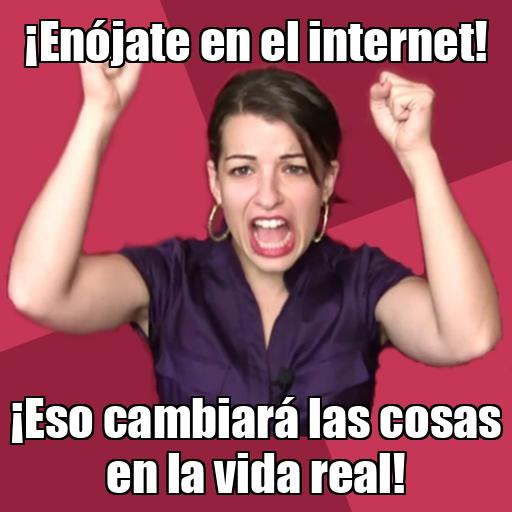 ¡Enójate en el internet!
¡Eso cambiará las cosas
en la vida real!